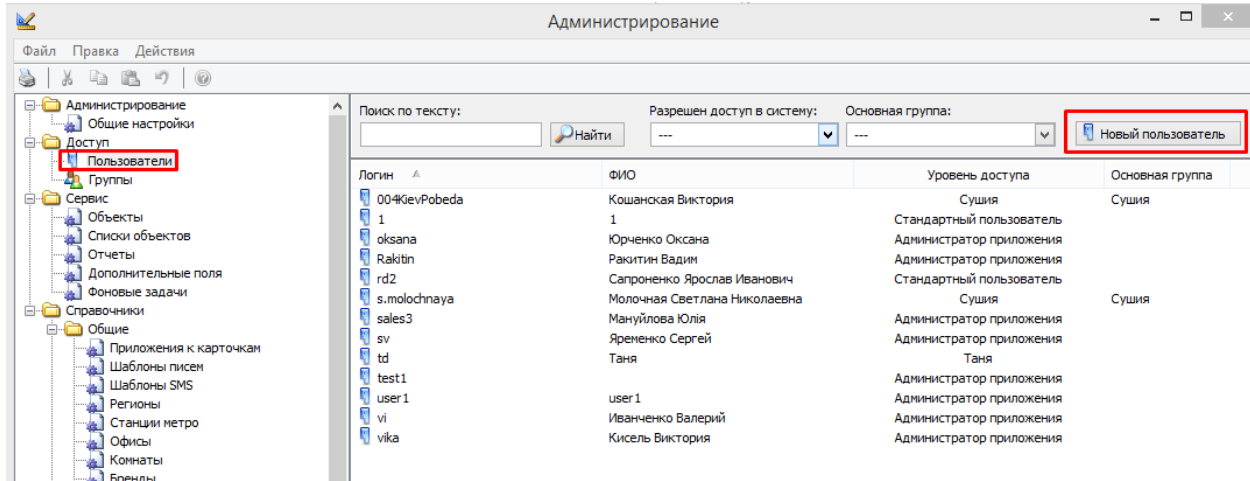 Администрирование
Файл Правка Действия
Администрирование
Общие настройки
Доступ
Пользователи
Группы
Сервис
Объекты
Списки объектов
Отчеты
Дополнительные поля
Фоновые задачи
Справочники
Общие
Приложения к карточкам
Шаблоны писем
Шаблоны SMS
Регионы
Станции метро
Офисы
Комнаты
Бренды
Поиск по тексту: Разрешен доступ в систему: Основная группа:
Найти --- --- Новый пользователь
Логин ФИО Уровень доступа Основная группа
004KievPobeda Кошанская Виктория Сушия Сушия
1 1 Стандартный пользователь
oksana Юрченко Оксана Администратор приложения
Rakitin Ракитин Вадим Администратор приложения
rd2 Сапроненко Ярослав Иванович Стандартный пользователь
s.molochnaya Молочная Светлана Николаевна Сушия Сушия
sales3 Мануйлова Юлія Администратор приложения
sv Яременко Сергей Администратор приложения
td Таня Таня
test1 Администратор приложения
user1 user1 Администратор приложения
vi Иванченко Валерий Администратор приложения
vika Кисель Виктория Администратор приложения